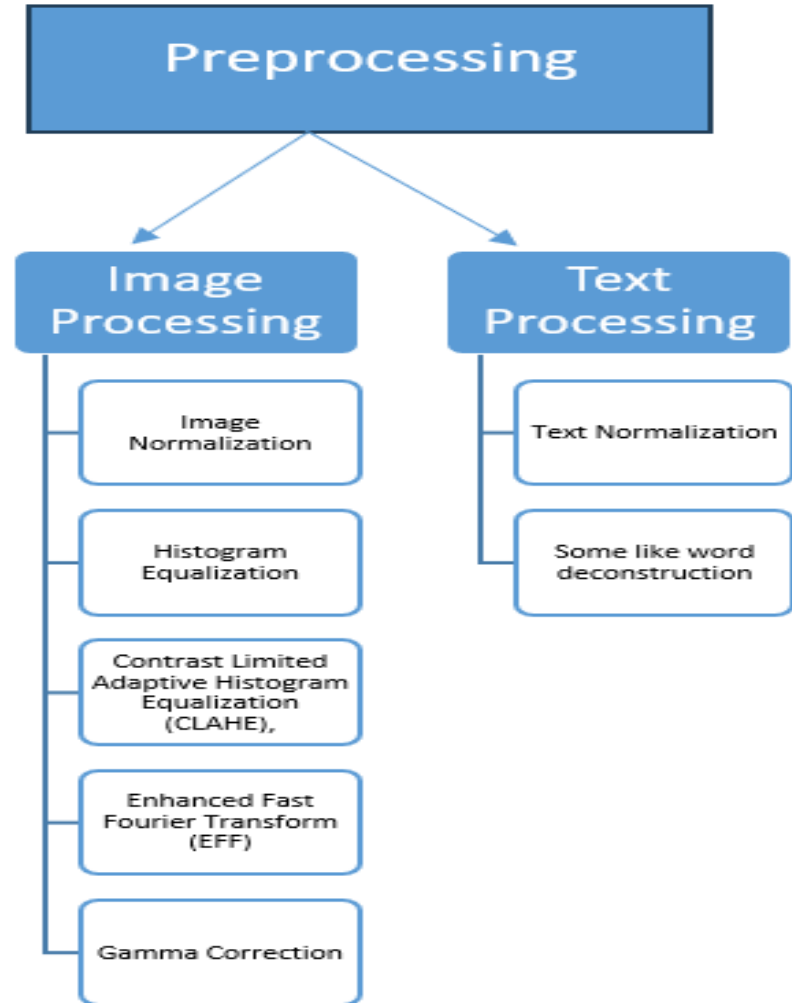 Preprocessing
Image
Processing
Image
Normalization
Histogram
Equalization
Contrast Limited
Adaptive Histogram
Equalization
(CLAHE),
Enhanced Fast
Fourier Transform
(EFF)
Gamma Correction
Text
Processing
Text Normalization
Some like word
deconstruction